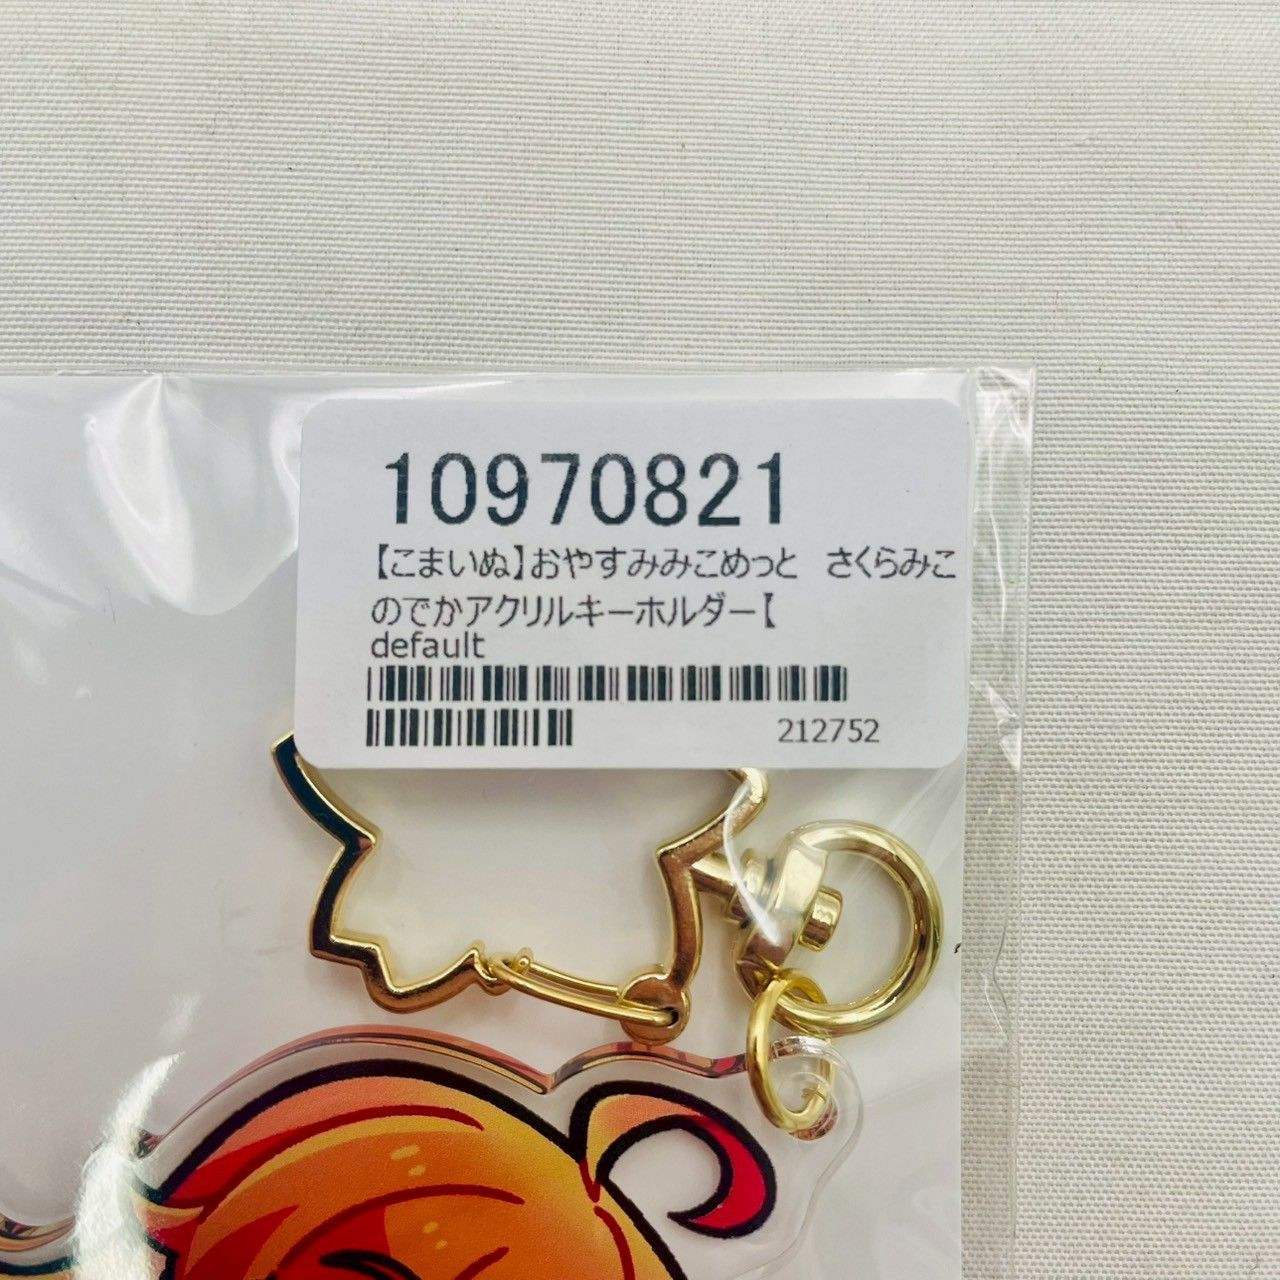 10970821
【こまいぬ】おやすみみこめっと　さくらみこ
のでかアクリルキーホルダー【
default
212752